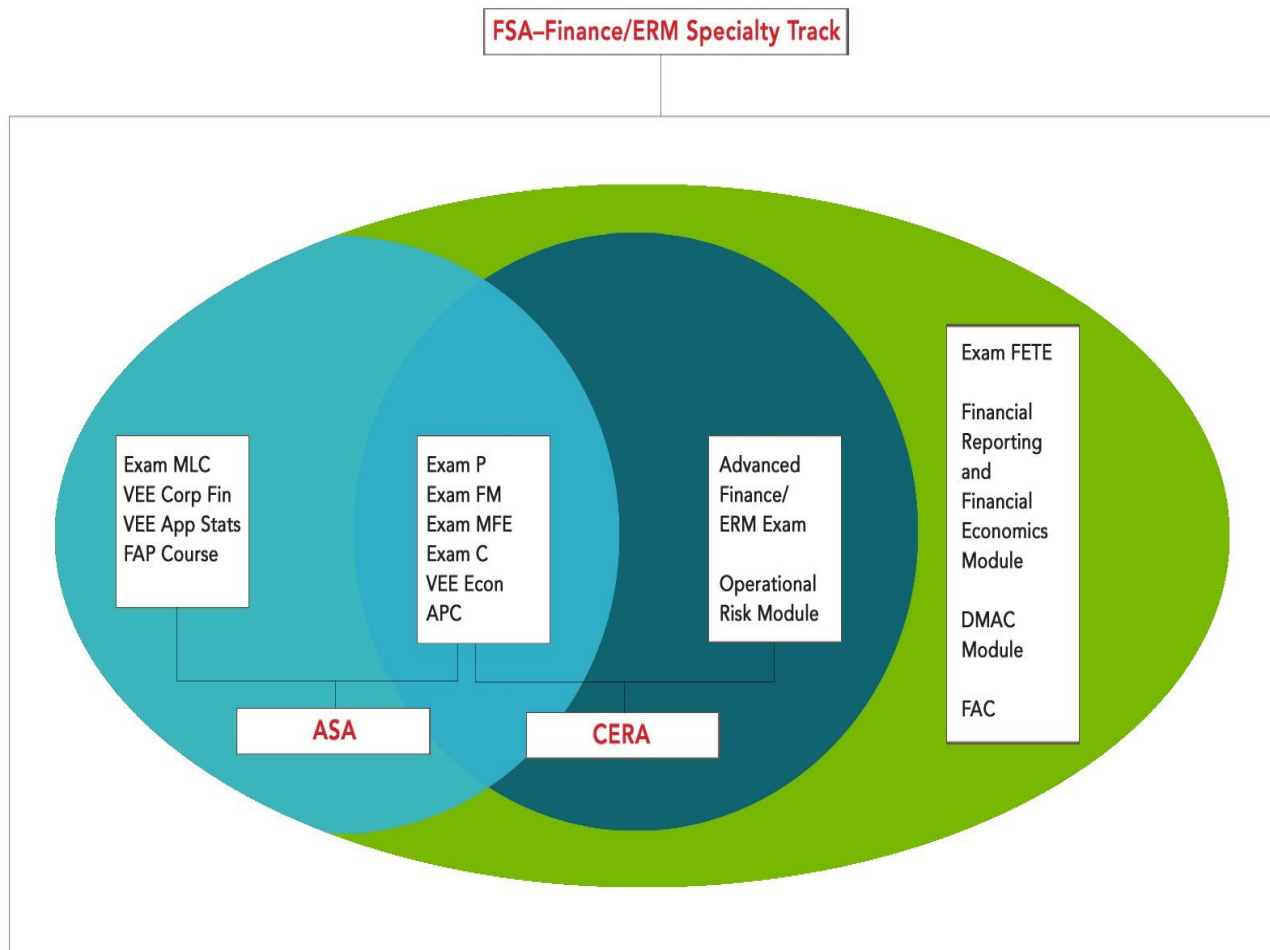 FSA–Finance/ERM Specialty Track
Exam MLC
VEE Corp Fin
VEE App Stats
FAP Course
Exam P
Exam FM
Exam MFE
Exam C
VEE Econ
APC
Advanced
Finance/
ERM Exam
Operational
Risk Module
Exam FETE
Financial
Reporting
and
Financial
Economics
Module
DMAC
Module
FAC
ASA
CERA